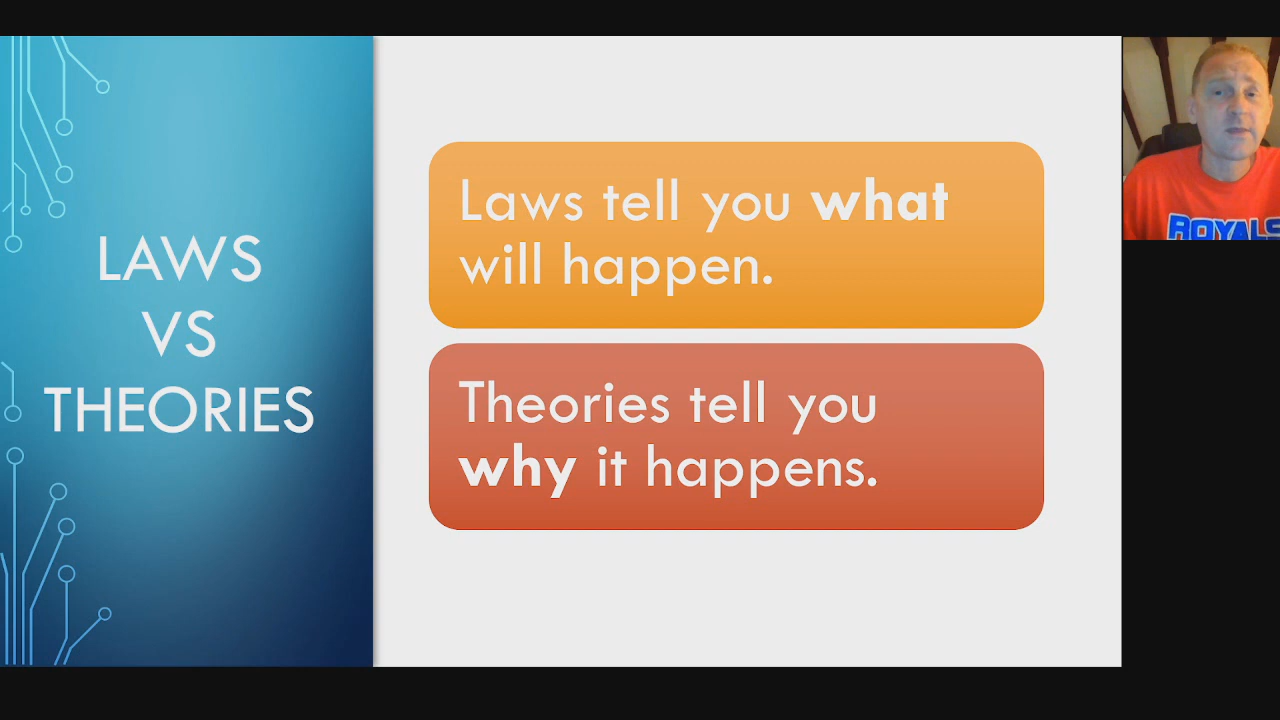 LAWS
VS
THEORIES
Laws tell you what
will happen.
Theories tell you
why it happens.
ROYALS